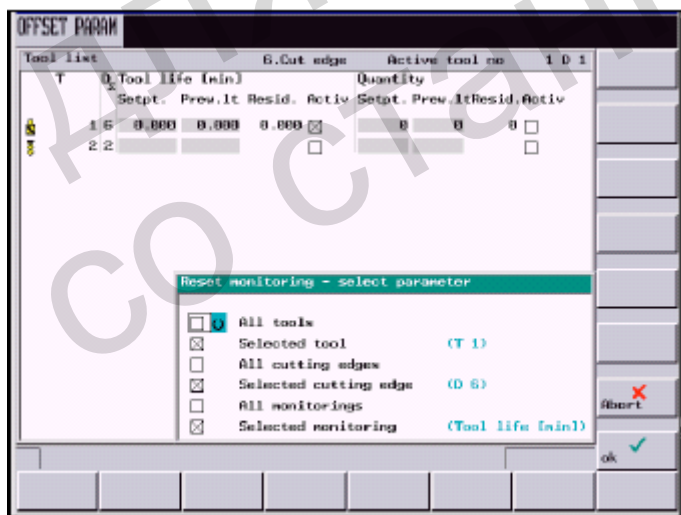 OFFSET PARAM
Tool list 6.Cut edge Active tool no 1 D 1
T D Tool life [min] Quantity
Σ
Setpt. Prew.lt Resid. Activ Setpt. Prew.ltResid.Activ
1 6 0.000 0.000 0.000 0 0 0
2 2
Reset monitoring - select parameter
All tools
Selected tool (T 1)
All cutting edges
Selected cutting edge (D 6)
All monitorings
Selected monitoring (Tool life [min])
Abort
ok
СО СТАН